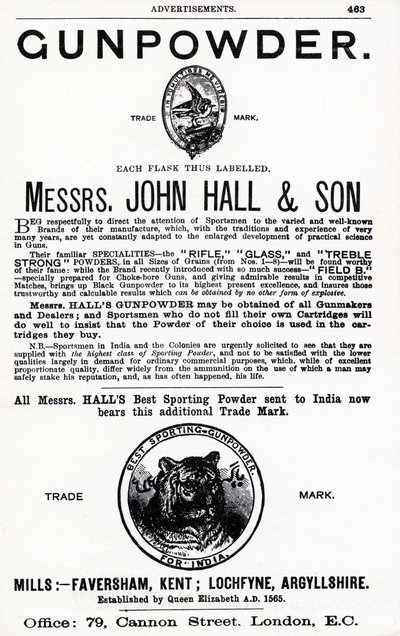 ADVERTISEMENTS. 463
GUNPOWDER.
TRADE MARK.
EACH FLASK THUS LABELLED.
MESSRS. JOHN HALL & SON
BEG respectfully to direct the attention of Sportsmen to the varied and well-known
Brands of their manufacture, which, with the traditions and experience of very
many years, are yet constantly adapted to the enlarged development of practical science
in Guns.
Their familiar SPECIALITIES—the "RIFLE," "GLASS," and "TREBLE
STRONG" POWDERS, in all Sizes of Grains (from Nos. 1—8)—will be found worthy
of their fame: while the Brand recently introduced with so much success—"FIELD B."
—specially prepared for Choke-bore Guns, and giving admirable results in competitive
Matches, brings up Black Gunpowder to its highest present excellence, and insures those
trustworthy and calculable results which can be obtained by no other form of explosive.
Messrs. HALL'S GUNPOWDER may be obtained of all Gunmakers
and Dealers; and Sportsmen who do not fill their own Cartridges will
do well to insist that the Powder of their choice is used in the car-
tridges they buy.
N.B.—Sportsmen in India and the Colonies are urgently solicited to see that they are
supplied with the highest class of Sporting Powder, and not to be satisfied with the lower
qualities largely in demand for ordinary commercial purposes, which, while of excellent
proportionate quality, differ widely from the ammunition on the use of which a man may
safely stake his reputation, and, as has often happened, his life.
All Messrs. HALL'S Best Sporting Powder sent to India now
bears this additional Trade Mark.
BEST SPORTING-GUNPOWDER.
TRADE MARK.
FOR INDIA.
MILLS:—FAVERSHAM, KENT; LOCHFYNE, ARGYLLSHIRE.
Established by Queen Elizabeth A.D. 1565.
Office: 79, Cannon Street, London, E.C.